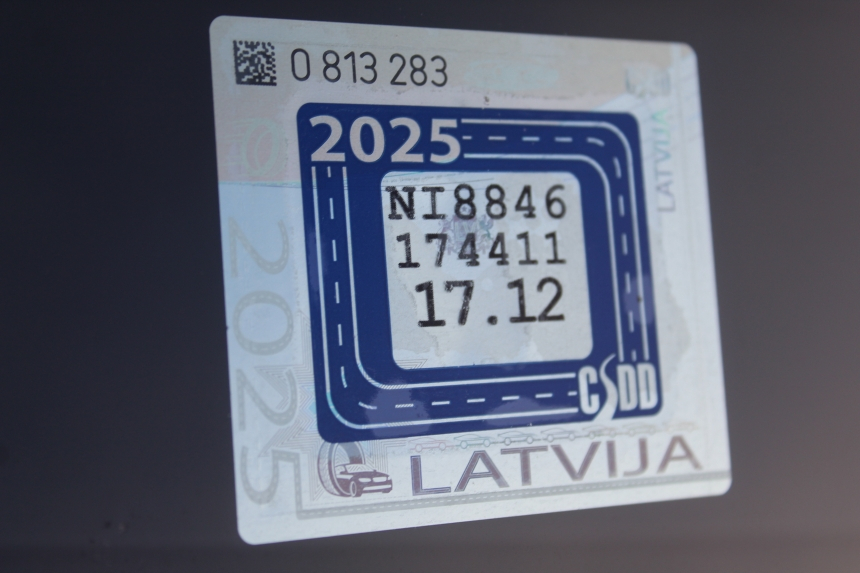 0 813 283
2025
NI8846
174411
17.12
CSDD
LATVIJA
LATVIJA
2025